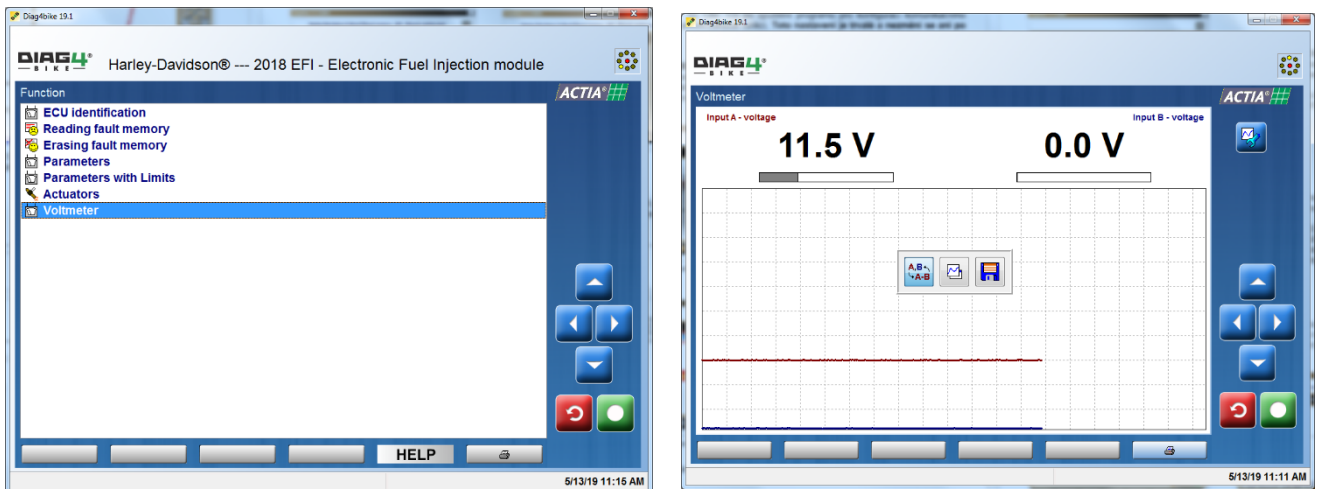 Diag4bike 19.1
DIAG4®
BIKE
Harley-Davidson® --- 2018 EFI - Electronic Fuel Injection module
Function
ACTIA®
ECU identification
Reading fault memory
Erasing fault memory
Parameters
Parameters with Limits
Actuators
Voltmeter
HELP
5/13/19 11:15 AM
Diag4bike 19.1
DIAG4®
BIKE
Voltmeter
ACTIA®
Input A - voltage
Input B - voltage
11.5 V
0.0 V
A,B
A-B
5/13/19 11:11 AM